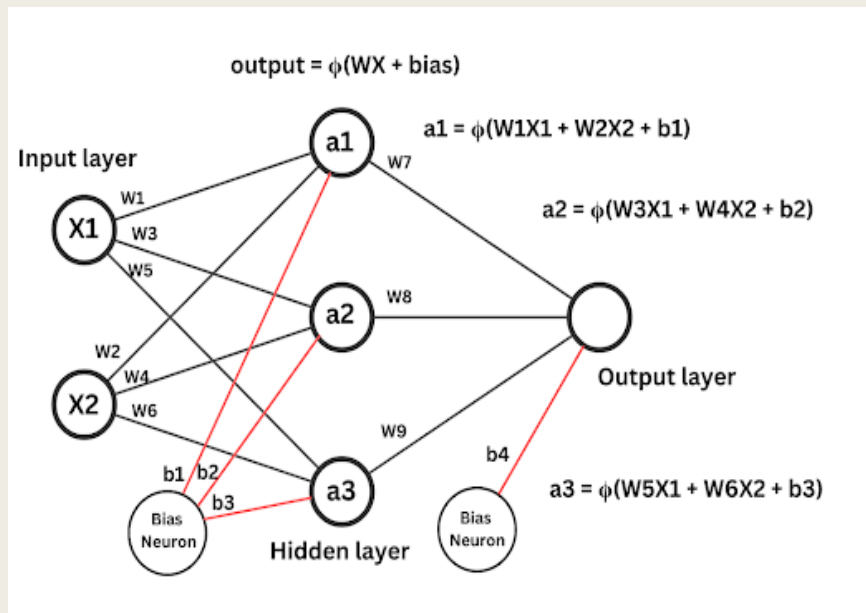 output = ϕ(WX + bias)
a1 = ϕ(W1X1 + W2X2 + b1)
a1
Input layer
W7
W1
X1
W3
a2 = ϕ(W3X1 + W4X2 + b2)
W5
W8
a2
W2
W4
Output layer
X2
W6
W9
b4
b1
b2
b3
a3
a3 = ϕ(W5X1 + W6X2 + b3)
Bias
Neuron
Bias
Neuron
Hidden layer